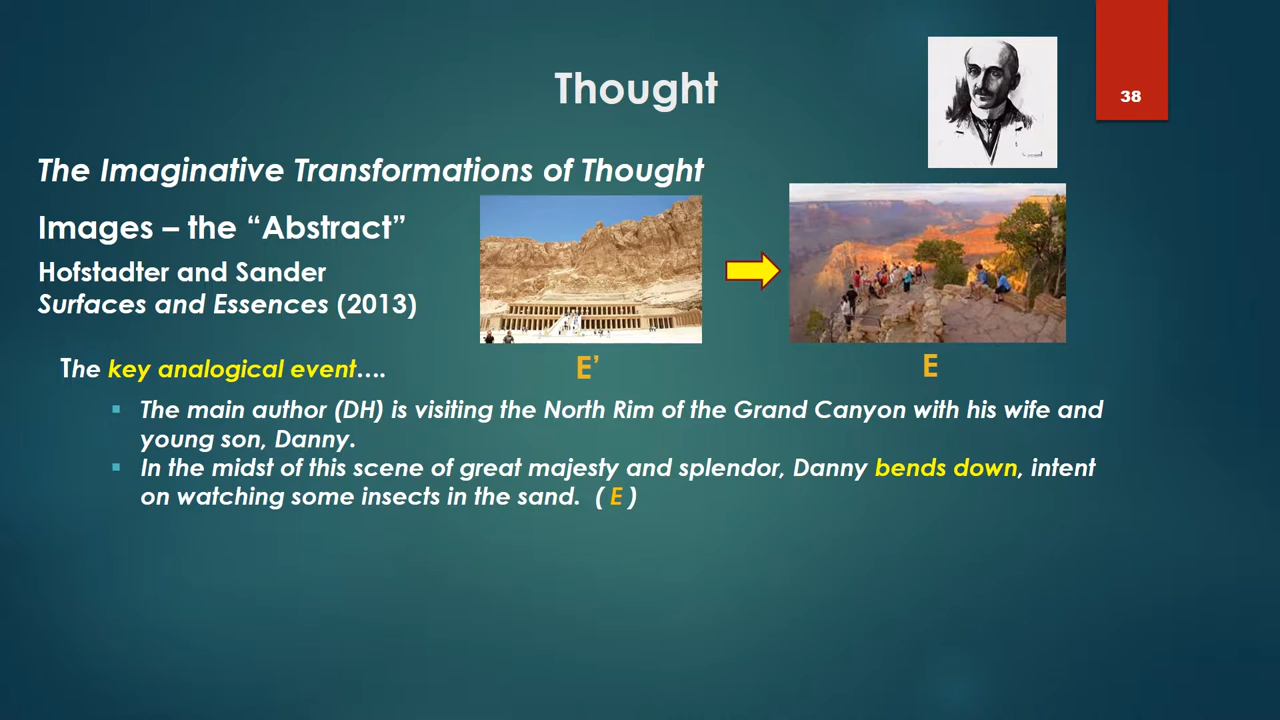 Thought
38
The Imaginative Transformations of Thought
Images – the “Abstract”
Hofstadter and Sander
Surfaces and Essences (2013)
E’
E
The key analogical event….
▪ The main author (DH) is visiting the North Rim of the Grand Canyon with his wife and
young son, Danny.
▪ In the midst of this scene of great majesty and splendor, Danny bends down, intent
on watching some insects in the sand. ( E )